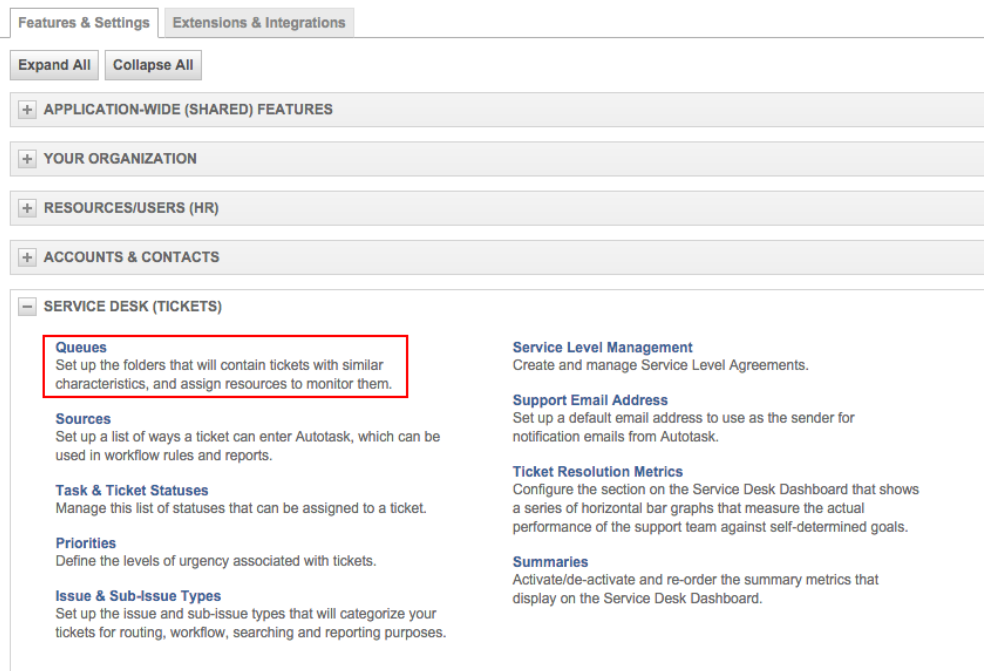 Features & Settings
Extensions & Integrations
Expand All
Collapse All
APPLICATION-WIDE (SHARED) FEATURES
YOUR ORGANIZATION
RESOURCES/USERS (HR)
ACCOUNTS & CONTACTS
SERVICE DESK (TICKETS)
Queues
Set up the folders that will contain tickets with similar
characteristics, and assign resources to monitor them.
Sources
Set up a list of ways a ticket can enter Autotask, which can be
used in workflow rules and reports.
Task & Ticket Statuses
Manage this list of statuses that can be assigned to a ticket.
Priorities
Define the levels of urgency associated with tickets.
Issue & Sub-Issue Types
Set up the issue and sub-issue types that will categorize your
tickets for routing, workflow, searching and reporting purposes.
Service Level Management
Create and manage Service Level Agreements.
Support Email Address
Set up a default email address to use as the sender for
notification emails from Autotask.
Ticket Resolution Metrics
Configure the section on the Service Desk Dashboard that shows
a series of horizontal bar graphs that measure the actual
performance of the support team against self-determined goals.
Summaries
Activate/de-activate and re-order the summary metrics that
display on the Service Desk Dashboard.